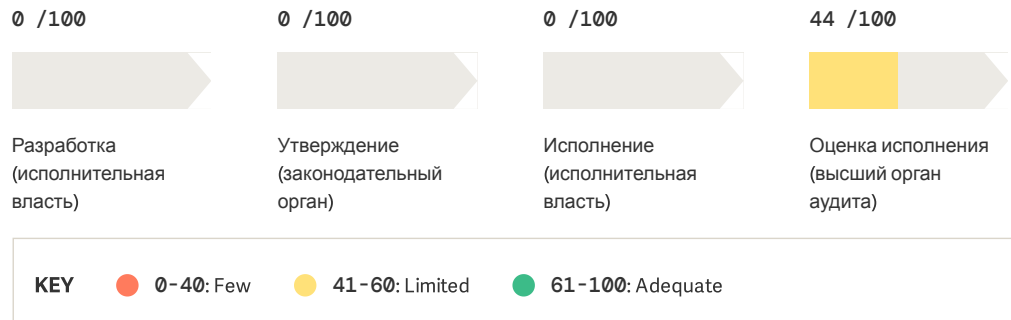 0 /100 0 /100 0 /100 44 /100
Разработка
(исполнительная
власть)
Утверждение
(законодательный
орган)
Исполнение
(исполнительная
власть)
Оценка исполнения
(высший орган
аудита)
KEY 0-40: Few 41-60: Limited 61-100: Adequate